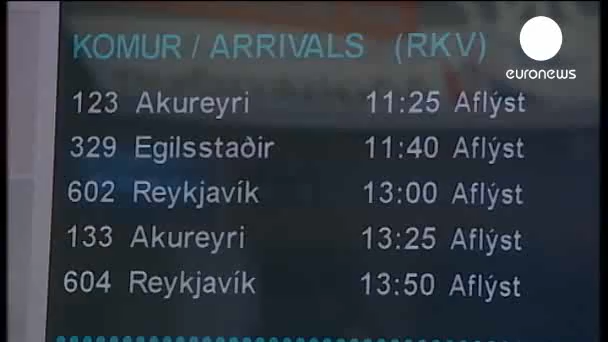 KOMUR / ARRIVALS (RKV)
euronews
123 Akureyri 11:25 Aflýst
329 Egilsstaðir 11:40 Aflýst
602 Reykjavík 13:00 Aflýst
133 Akureyri 13:25 Aflýst
604 Reykjavík 13:50 Aflýst